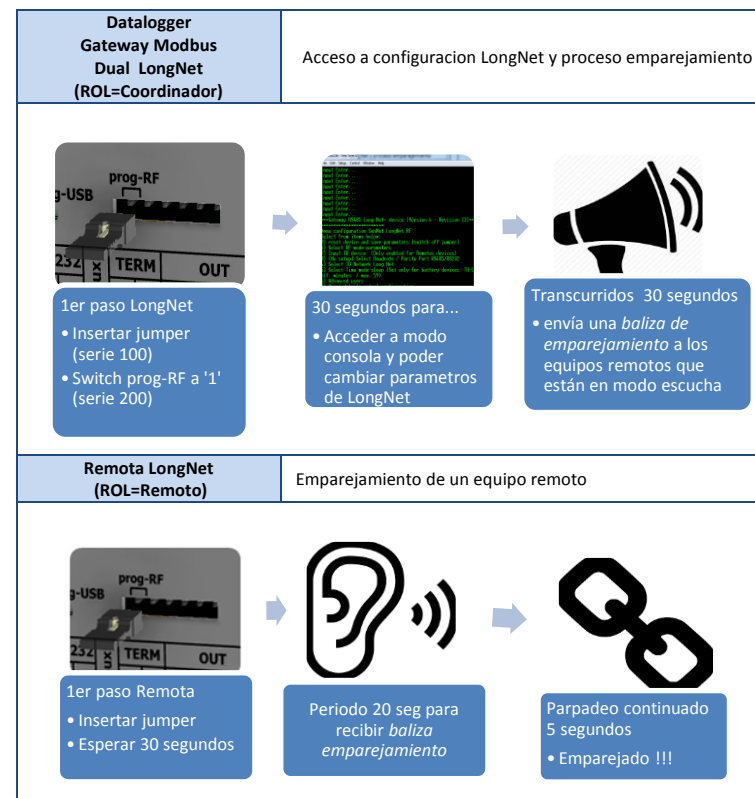 Datalogger
Gateway Modbus
Dual LongNet
(ROL=Coordinador)
Acceso a configuracion LongNet y proceso emparejamiento
prog-RF
g-USB
232
UX
TERM
OUT
1er paso LongNet
• Insertar jumper
(serie 100)
• Switch prog-RF a '1'
(serie 200)
30 segundos para...
• Acceder a modo
consola y poder
cambiar parametros
de LongNet
Transcurridos 30 segundos
• envía una baliza de
emparejamiento a los
equipos remotos que
están en modo escucha
Remota LongNet
(ROL=Remoto)
Emparejamiento de un equipo remoto
prog-RF
g-USB
232
UX
TERM
OUT
1er paso Remota
• Insertar jumper
• Esperar 30 segundos
Periodo 20 seg para
recibir baliza
emparejamiento
Parpadeo continuado
5 segundos
• Emparejado !!!